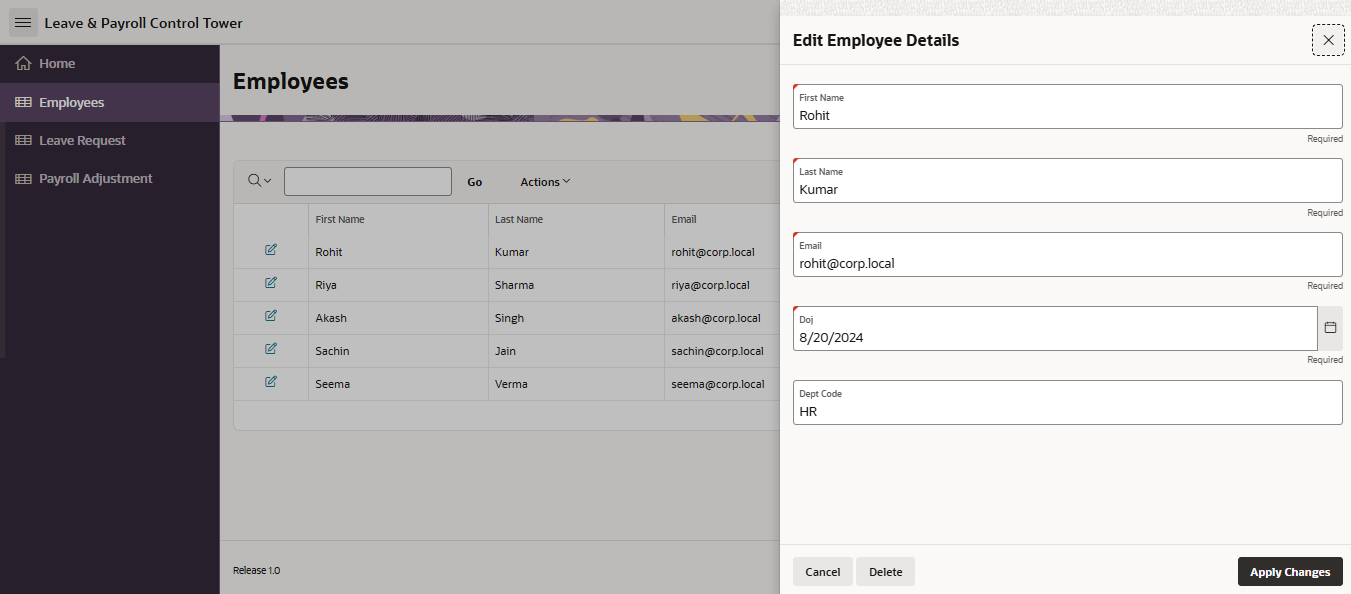 Leave & Payroll Control Tower
Home
Employees
Leave Request
Payroll Adjustment
Employees
Go Actions
First Name Last Name Email
Rohit Kumar rohit@corp.local
Riya Sharma riya@corp.local
Akash Singh akash@corp.local
Sachin Jain sachin@corp.local
Seema Verma seema@corp.local
Release 1.0
Edit Employee Details
First Name
Rohit
Required
Last Name
Kumar
Required
Email
rohit@corp.local
Required
Doj
8/20/2024
Required
Dept Code
HR
Cancel Delete Apply Changes